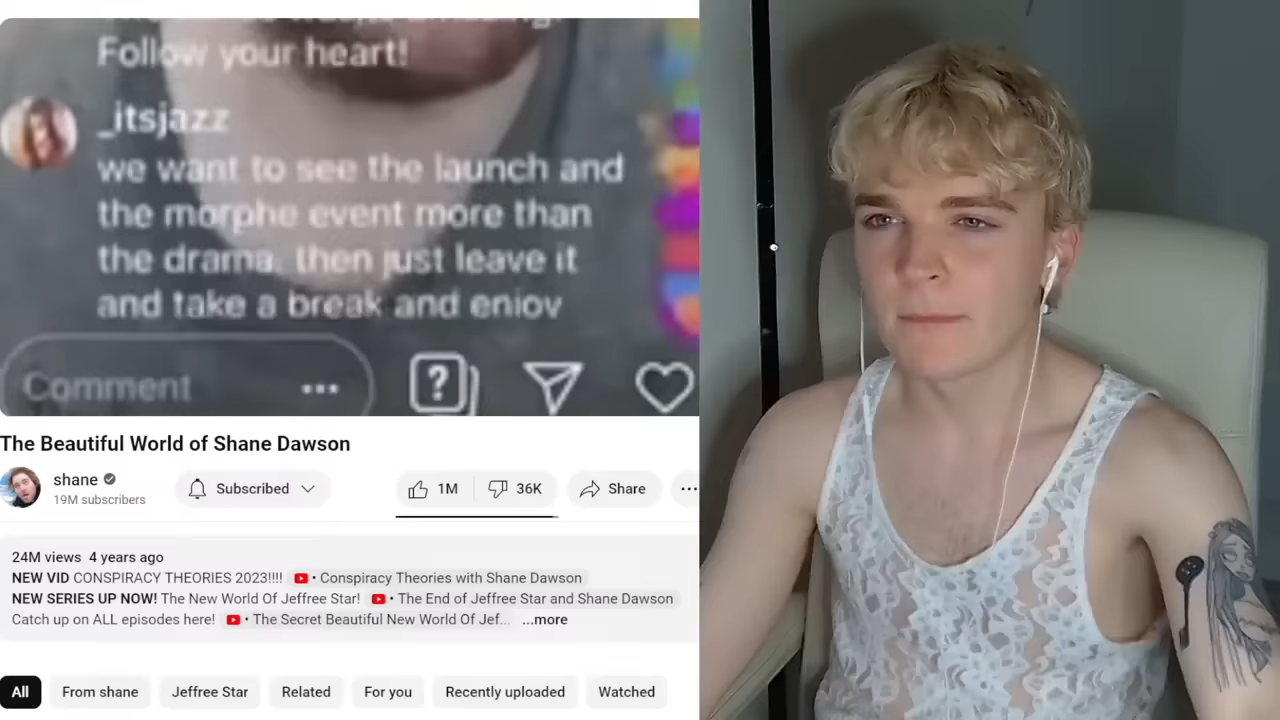 Follow your heart!
_itsjazz
we want to see the launch and
the morphe event more than
the drama, then just leave it
and take a break and enjoy
Comment
The Beautiful World of Shane Dawson
shane
19M subscribers
Subscribed
1M
36K
Share
24M views 4 years ago
NEW VID CONSPIRACY THEORIES 2023!!!! • Conspiracy Theories with Shane Dawson
NEW SERIES UP NOW! The New World Of Jeffree Star! • The End of Jeffree Star and Shane Dawson
Catch up on ALL episodes here! • The Secret Beautiful New World Of Jef... ...more
All
From shane
Jeffree Star
Related
For you
Recently uploaded
Watched